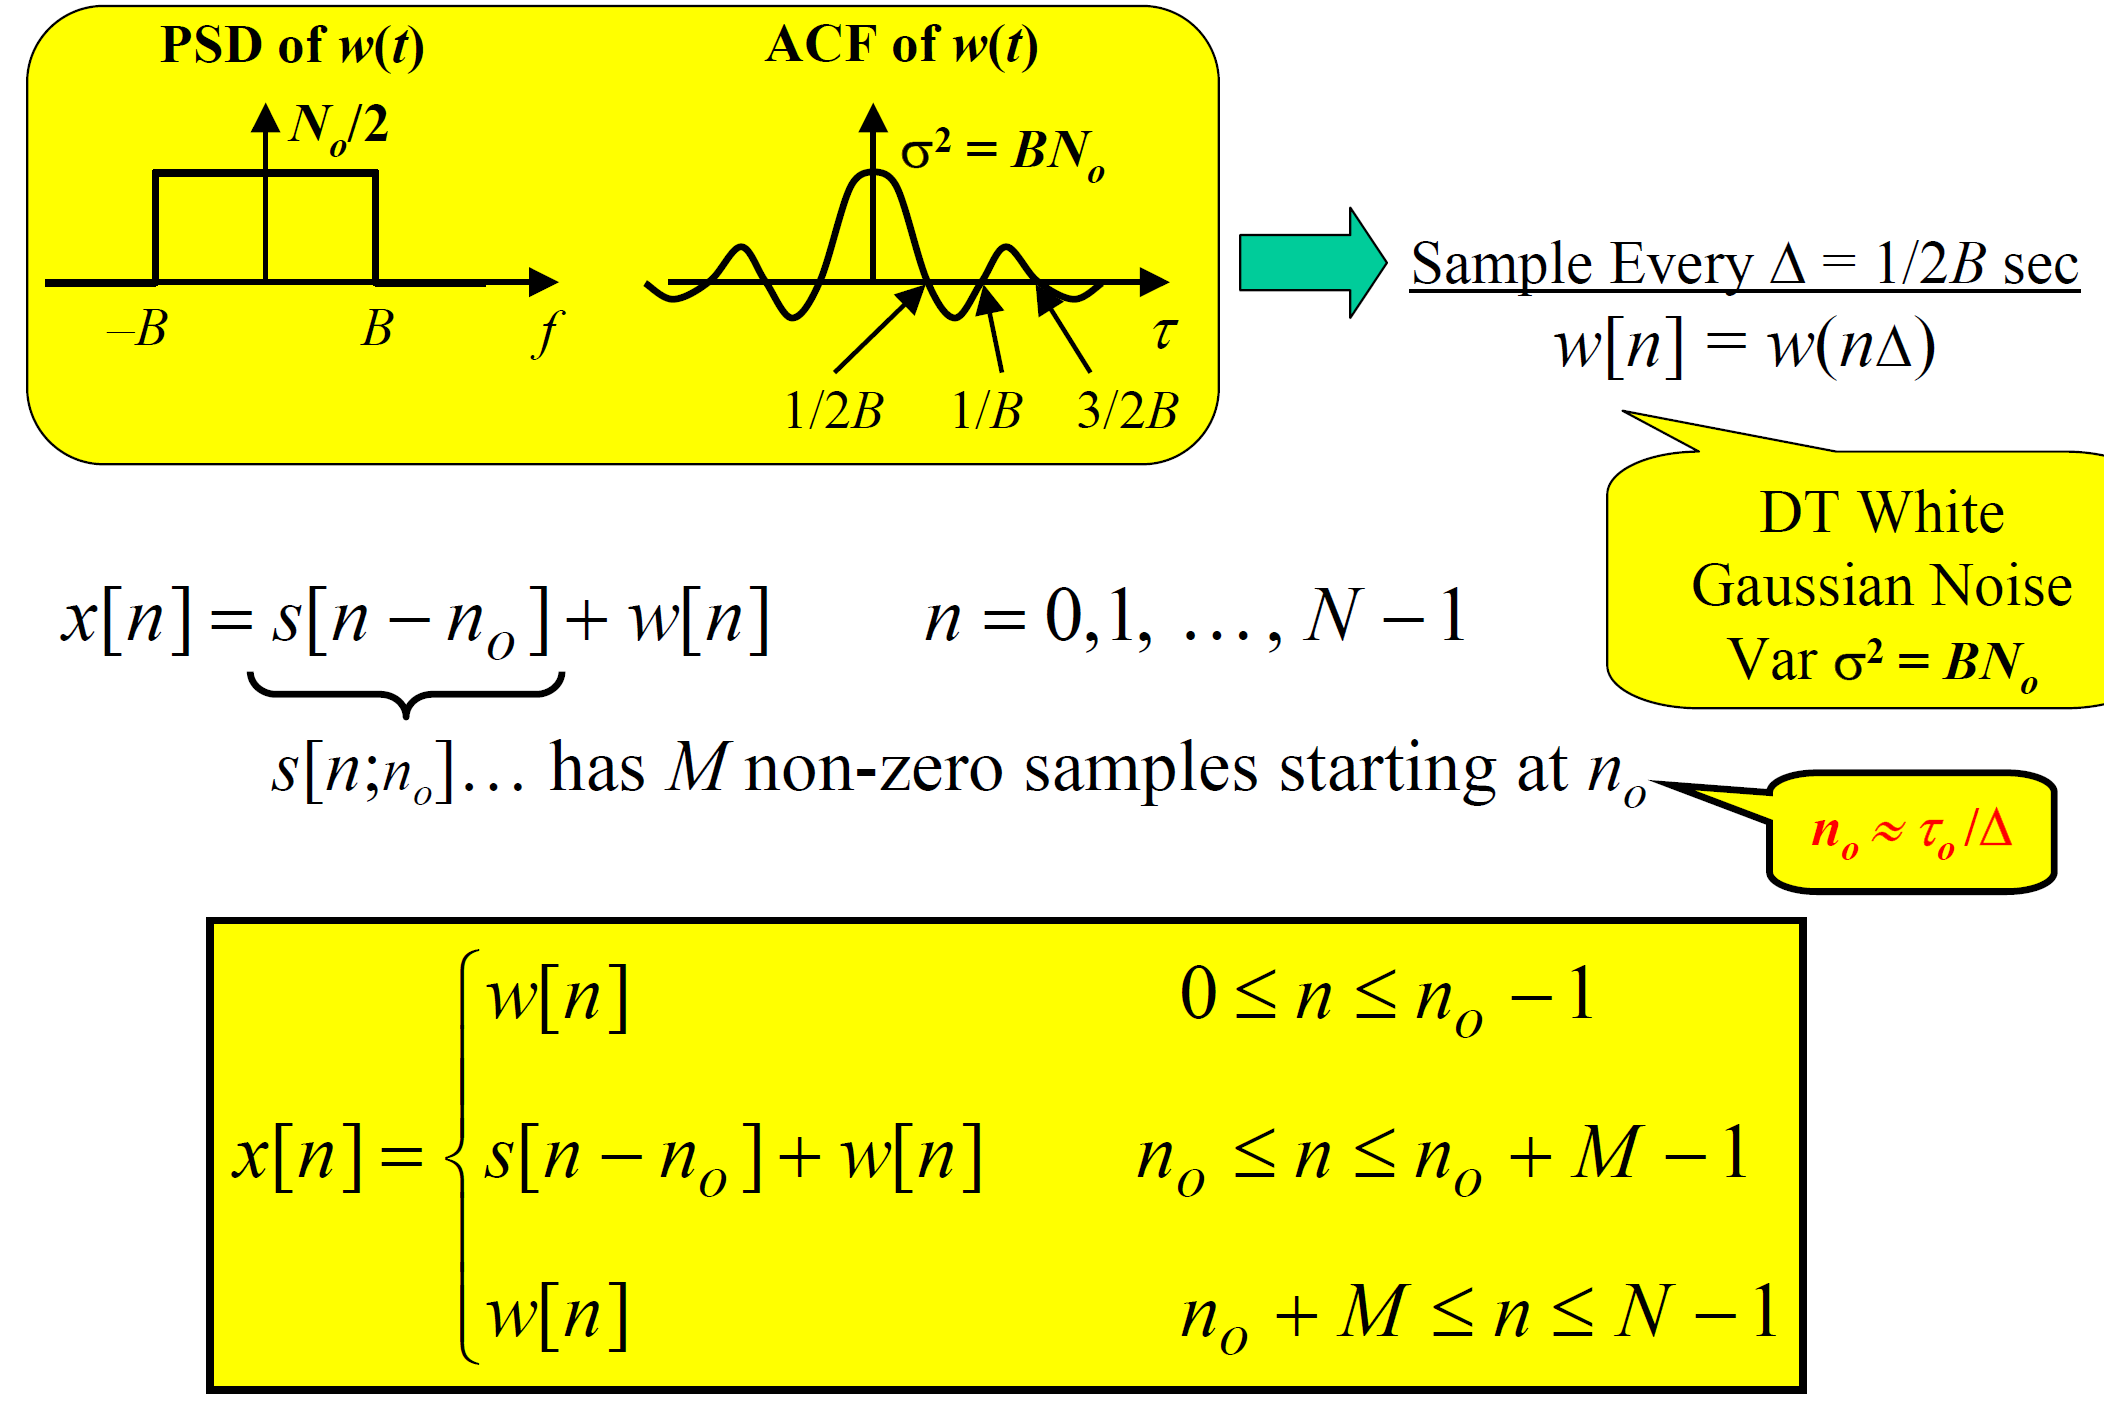 PSD of w(t)
N_o/2
–B
B
f
ACF of w(t)
σ² = BN_o
τ
1/2B
1/B
3/2B
Sample Every Δ = 1/2B sec
w[n] = w(nΔ)
DT White
Gaussian Noise
Var σ² = BN_o
x[n] = s[n − n_o] + w[n] n = 0,1, …, N − 1
s[n;n_o]… has M non-zero samples starting at n_o
n_o ≈ τ_o/Δ
x[n] = {
w[n] 0 ≤ n ≤ n_o − 1
s[n − n_o] + w[n] n_o ≤ n ≤ n_o + M − 1
w[n] n_o + M ≤ n ≤ N − 1